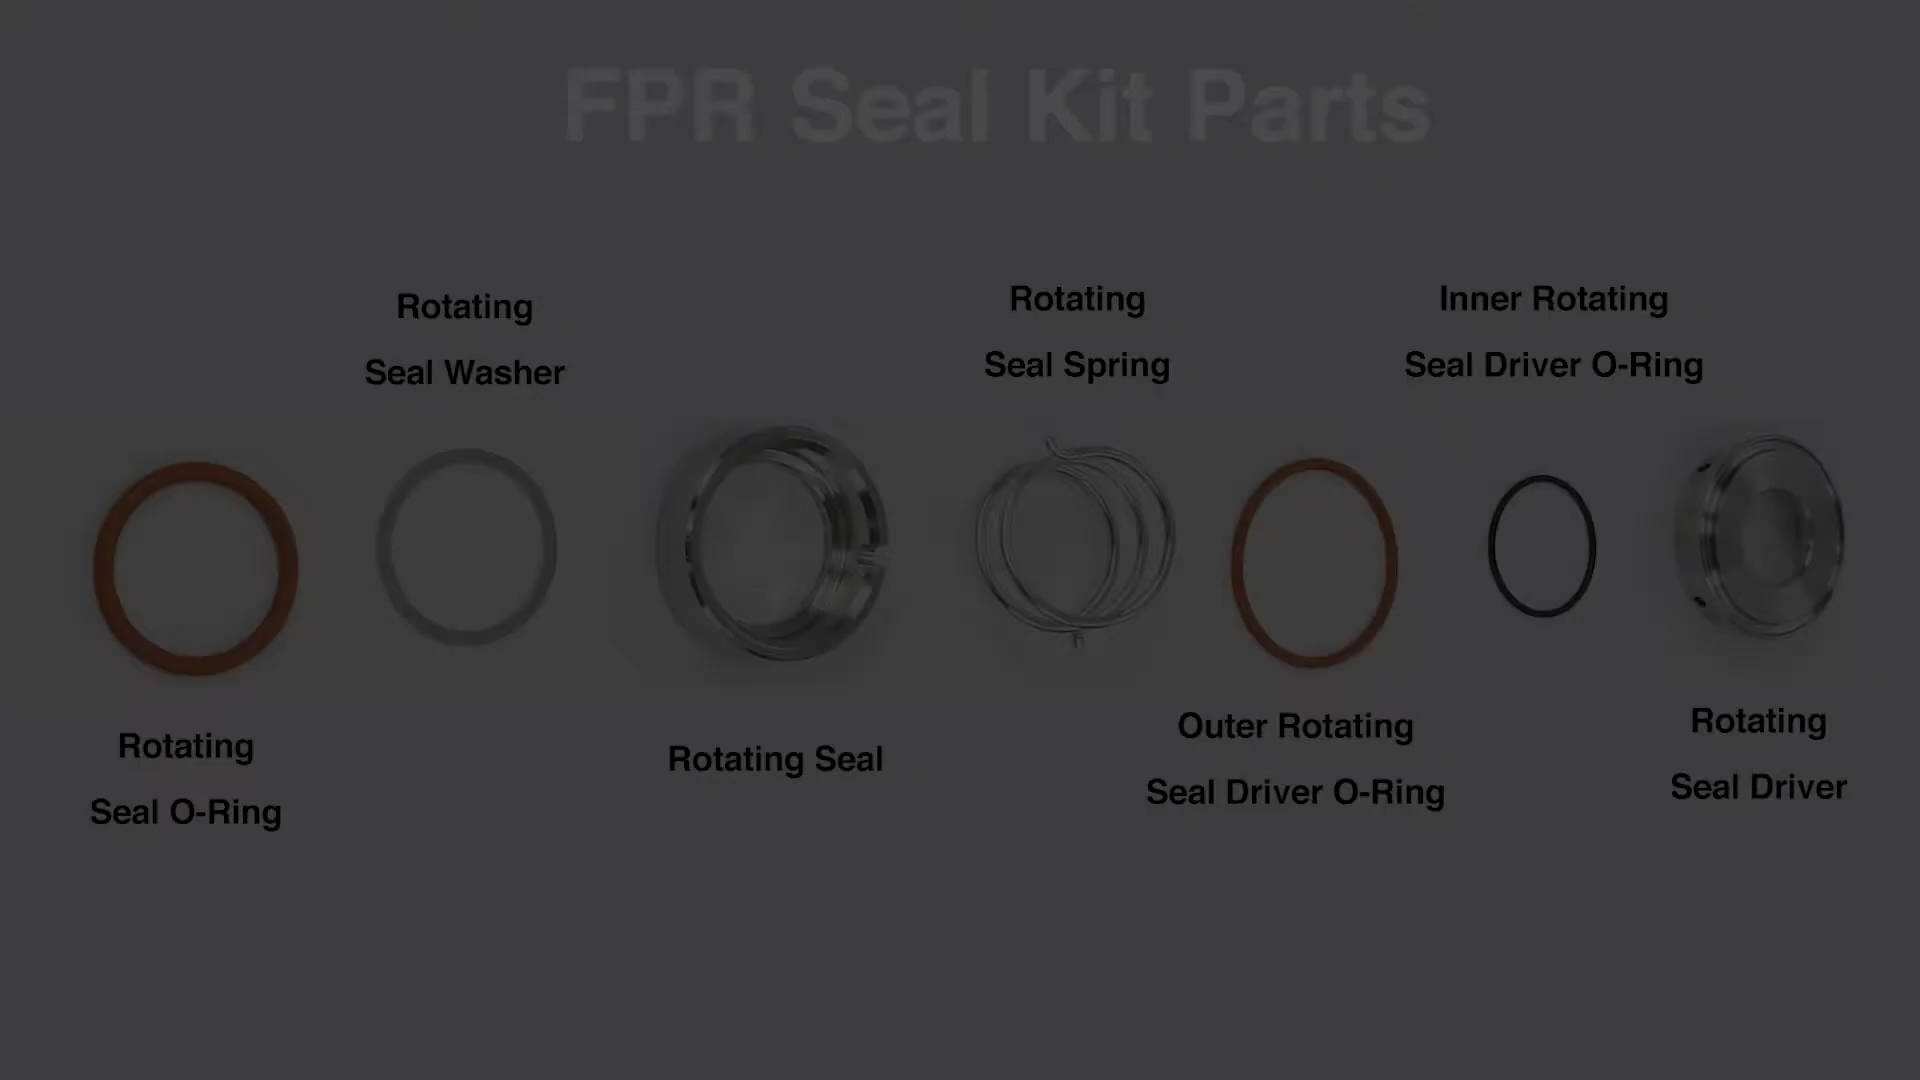 FPR Seal Kit Parts
Rotating
Seal Washer
Rotating
Seal Spring
Inner Rotating
Seal Driver O-Ring
Rotating
Seal O-Ring
Rotating Seal
Outer Rotating
Seal Driver O-Ring
Rotating
Seal Driver